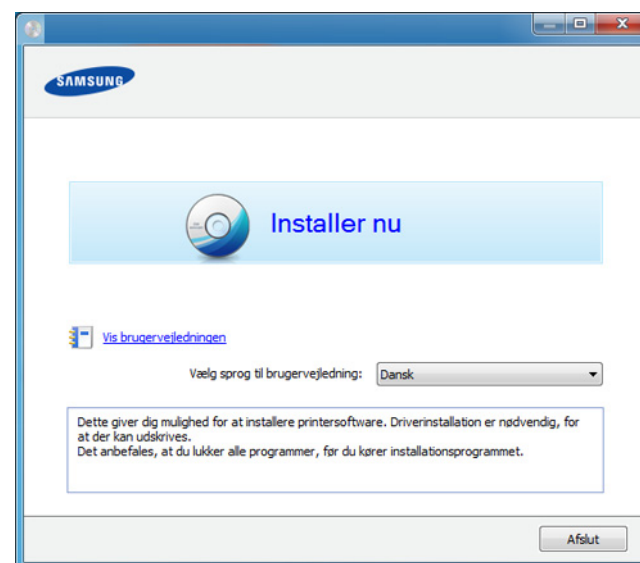 SAMSUNG
Installer nu
Vis brugervejledningen
Vælg sprog til brugervejledning: Dansk
Dette giver dig mulighed for at installere printersoftware. Driverinstallation er nødvendig, for
at der kan udskrives.
Det anbefales, at du lukker alle programmer, før du kører installationsprogrammet.
Afslut